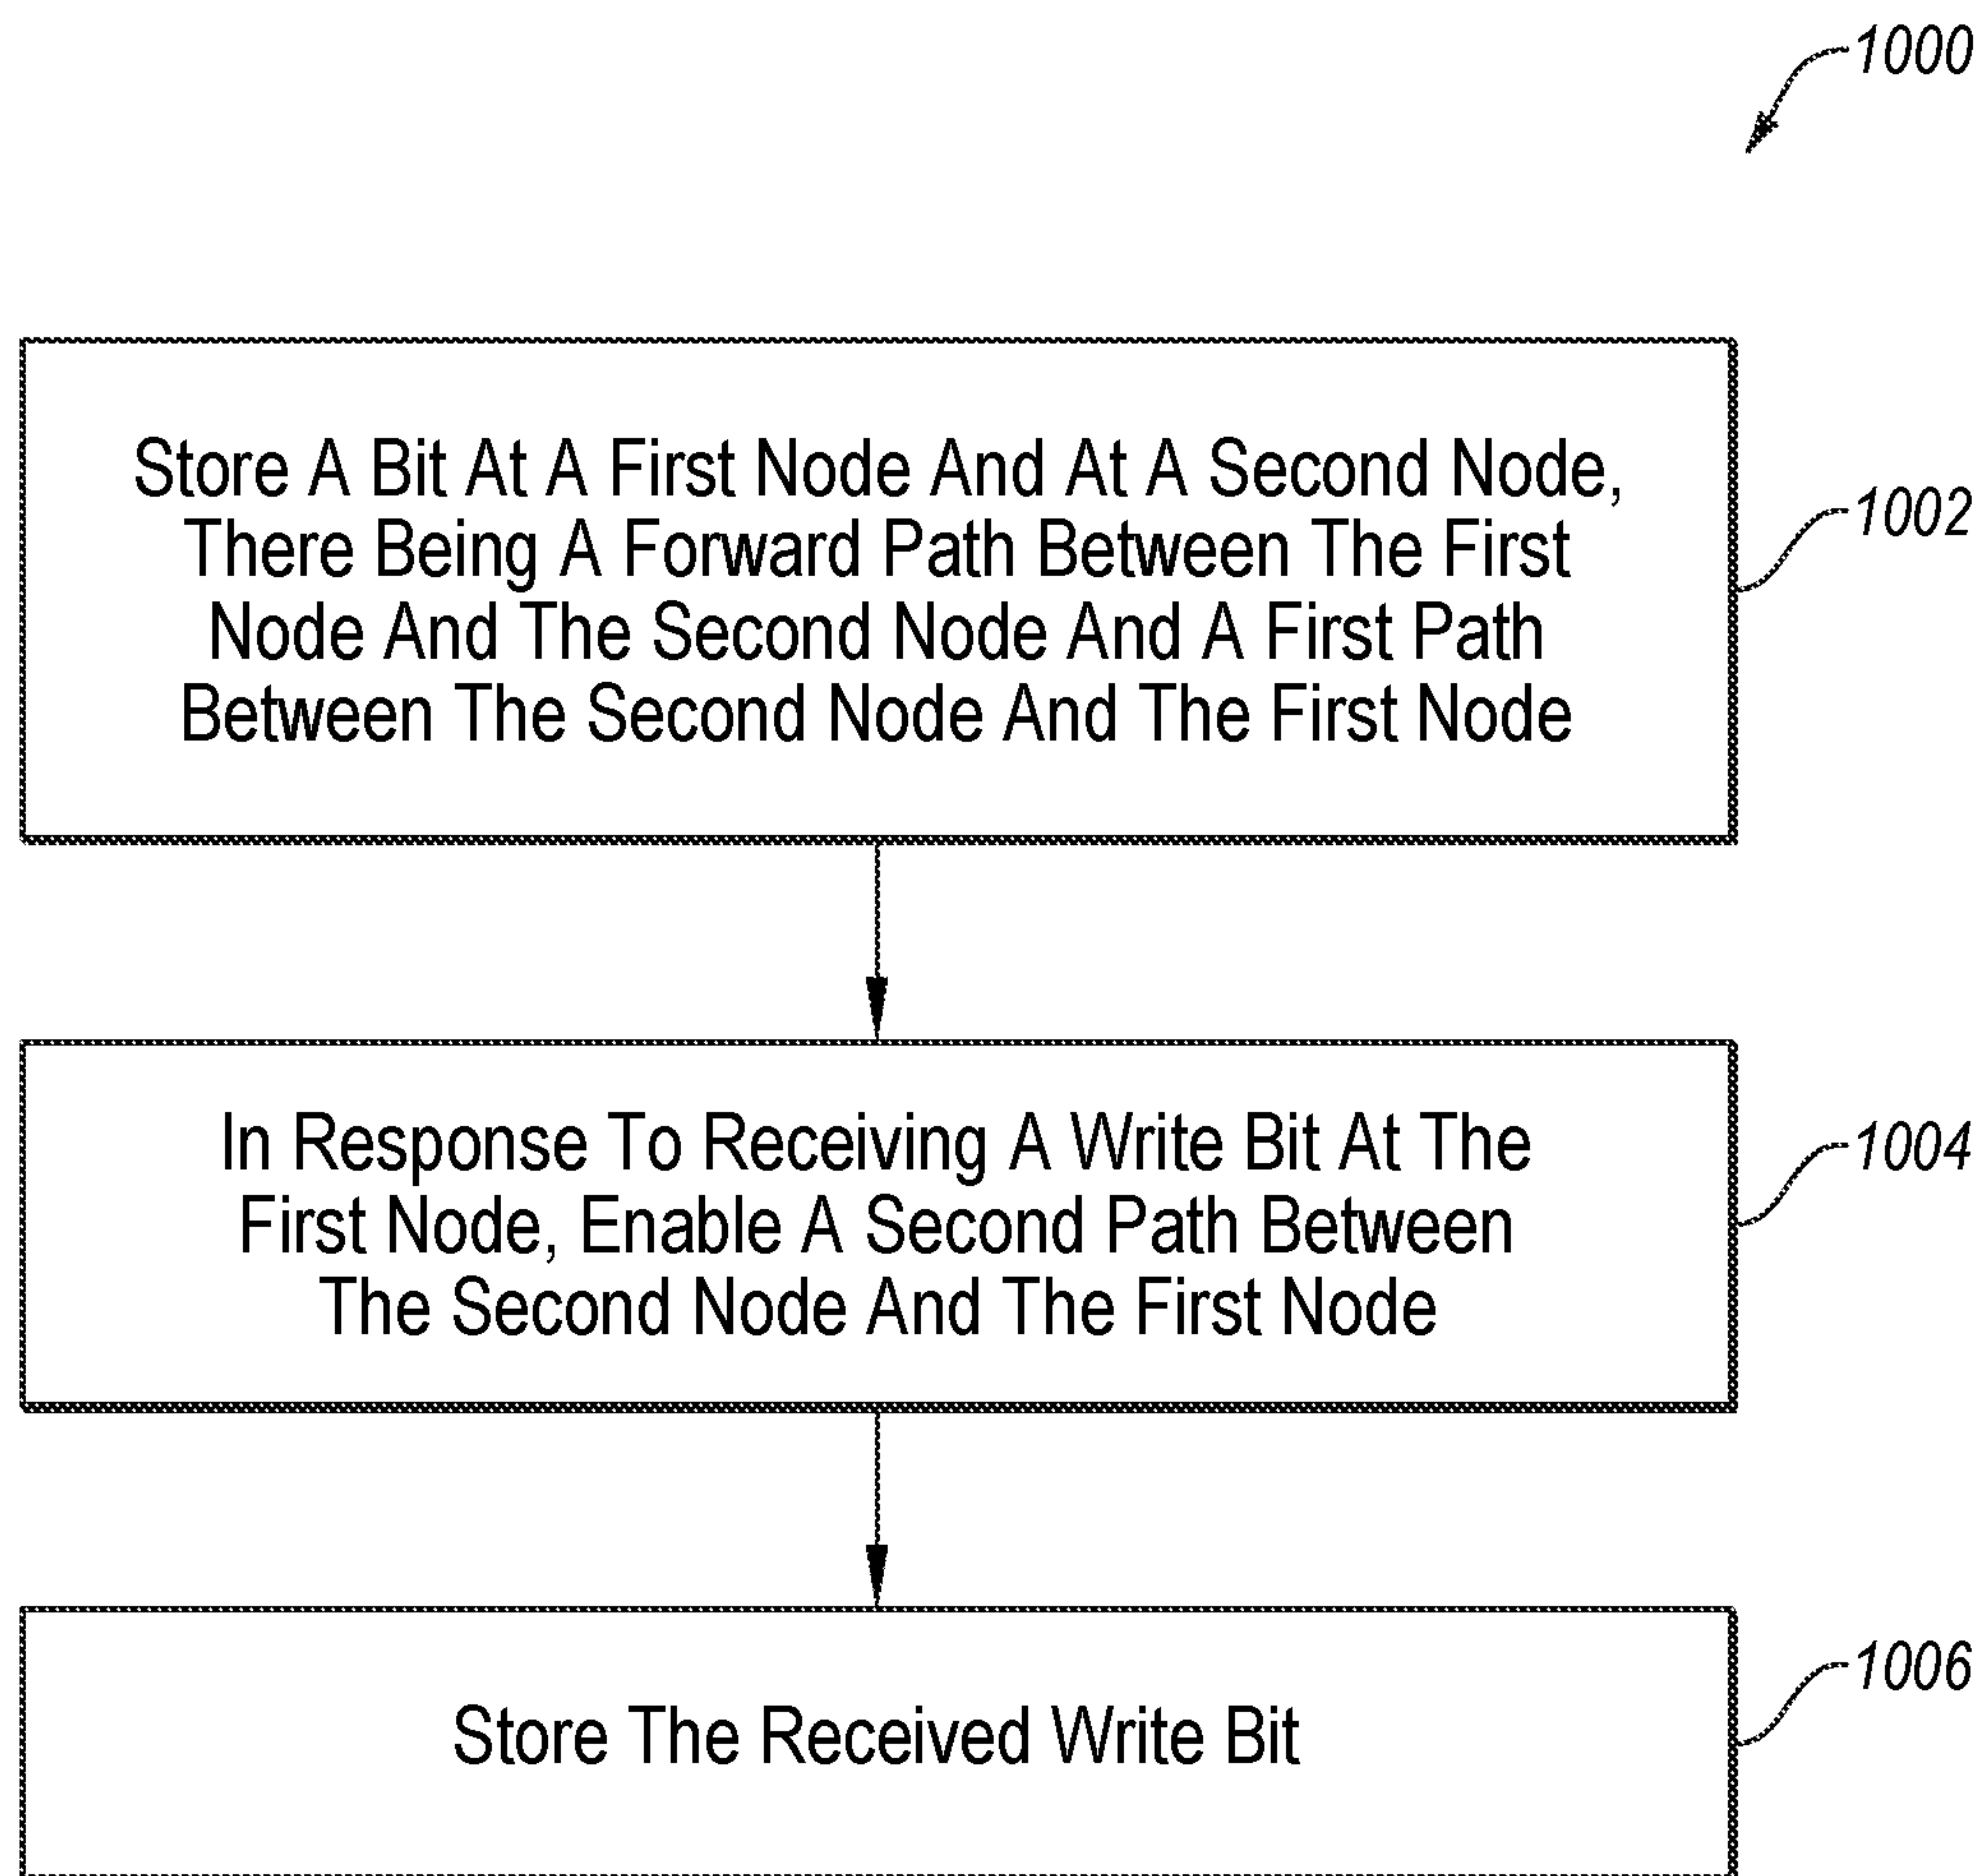 1000
Store A Bit At A First Node And At A Second Node,
There Being A Forward Path Between The First
Node And The Second Node And A First Path
Between The Second Node And The First Node
1002
In Response To Receiving A Write Bit At The
First Node, Enable A Second Path Between
The Second Node And The First Node
1004
Store The Received Write Bit
1006